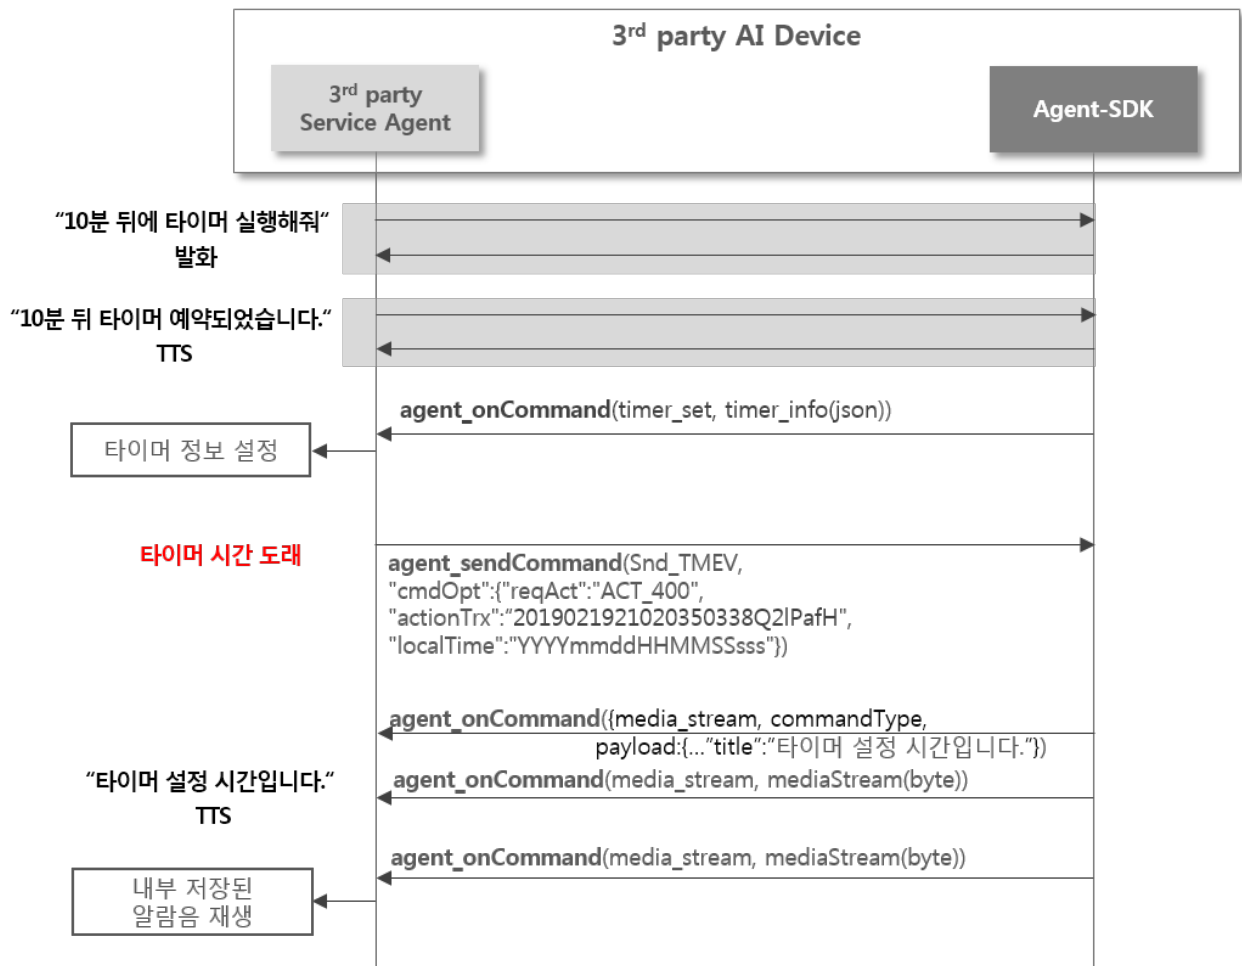 3rd party AI Device
3rd party
Service Agent
Agent-SDK
“10분 뒤에 타이머 실행해줘“
발화
“10분 뒤 타이머 예약되었습니다.“
TTS
agent_onCommand(timer_set, timer_info(json))
타이머 정보 설정
타이머 시간 도래
agent_sendCommand(Snd_TMEV,
"cmdOpt":{"reqAct":"ACT_400",
"actionTrx":“2019021921020350338Q2lPafH",
"localTime":"YYYYmmddHHMMSSsss"})
agent_onCommand({media_stream, commandType,
payload:{...”title”:“타이머 설정 시간입니다.”})
“타이머 설정 시간입니다.“
TTS
agent_onCommand(media_stream, mediaStream(byte))
agent_onCommand(media_stream, mediaStream(byte))
내부 저장된
알람음 재생